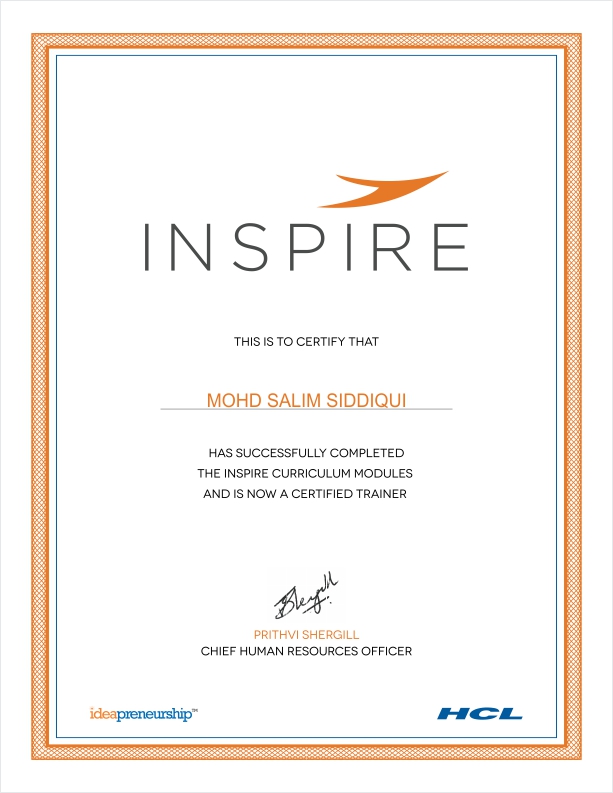 INSPIRE
THIS IS TO CERTIFY THAT
MOHD SALIM SIDDIQUI
HAS SUCCESSFULLY COMPLETED
THE INSPIRE CURRICULUM MODULES
AND IS NOW A CERTIFIED TRAINER
PRITHVI SHERGILL
CHIEF HUMAN RESOURCES OFFICER
ideapreneurship™
HCL